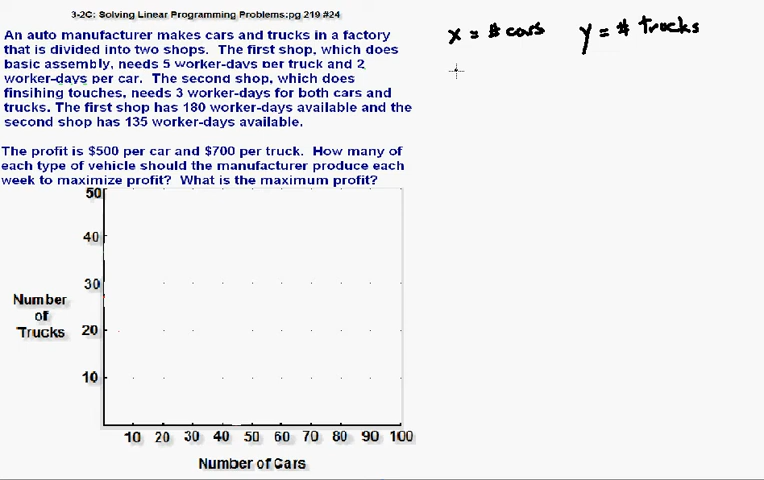 3-2C: Solving Linear Programming Problems:pg 219 #24
An auto manufacturer makes cars and trucks in a factory
that is divided into two shops. The first shop, which does
basic assembly, needs 5 worker-days per truck and 2
worker-days per car. The second shop, which does
finsihing touches, needs 3 worker-days for both cars and
trucks. The first shop has 180 worker-days available and the
second shop has 135 worker-days available.
The profit is $500 per car and $700 per truck. How many of
each type of vehicle should the manufacturer produce each
week to maximize profit? What is the maximum profit?
x = # cars y = # trucks
50
40
30
20
10
Number
of
Trucks
10 20 30 40 50 60 70 80 90 100
Number of Cars